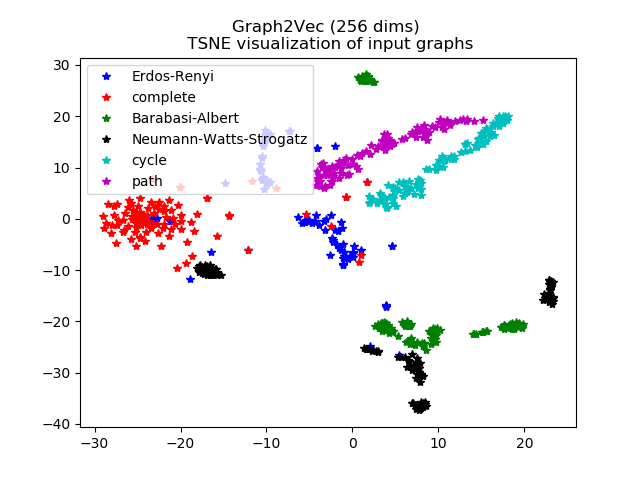 Graph2Vec (256 dims)
TSNE visualization of input graphs
30
20
10
0
−10
−20
−30
−40
Erdos-Renyi
complete
Barabasi-Albert
Neumann-Watts-Strogatz
cycle
path
−30
−20
−10
0
10
20